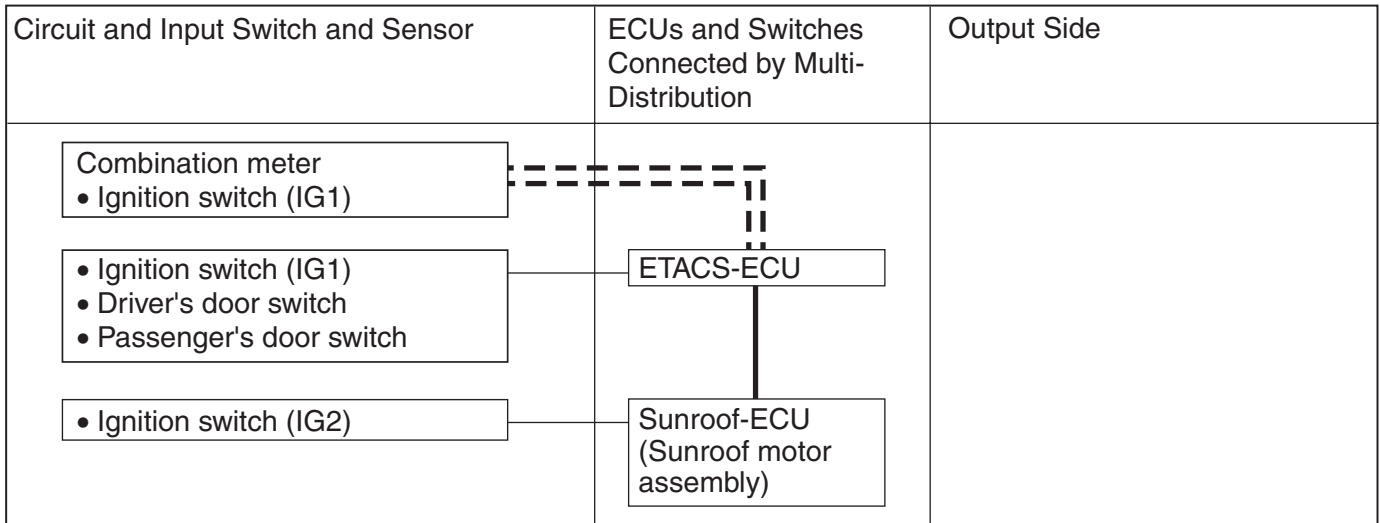 Circuit and Input Switch and Sensor
ECUs and Switches
Connected by Multi-
Distribution
Output Side
Combination meter
• Ignition switch (IG1)
• Ignition switch (IG1)
• Driver's door switch
• Passenger's door switch
ETACS-ECU
• Ignition switch (IG2)
Sunroof-ECU
(Sunroof motor
assembly)